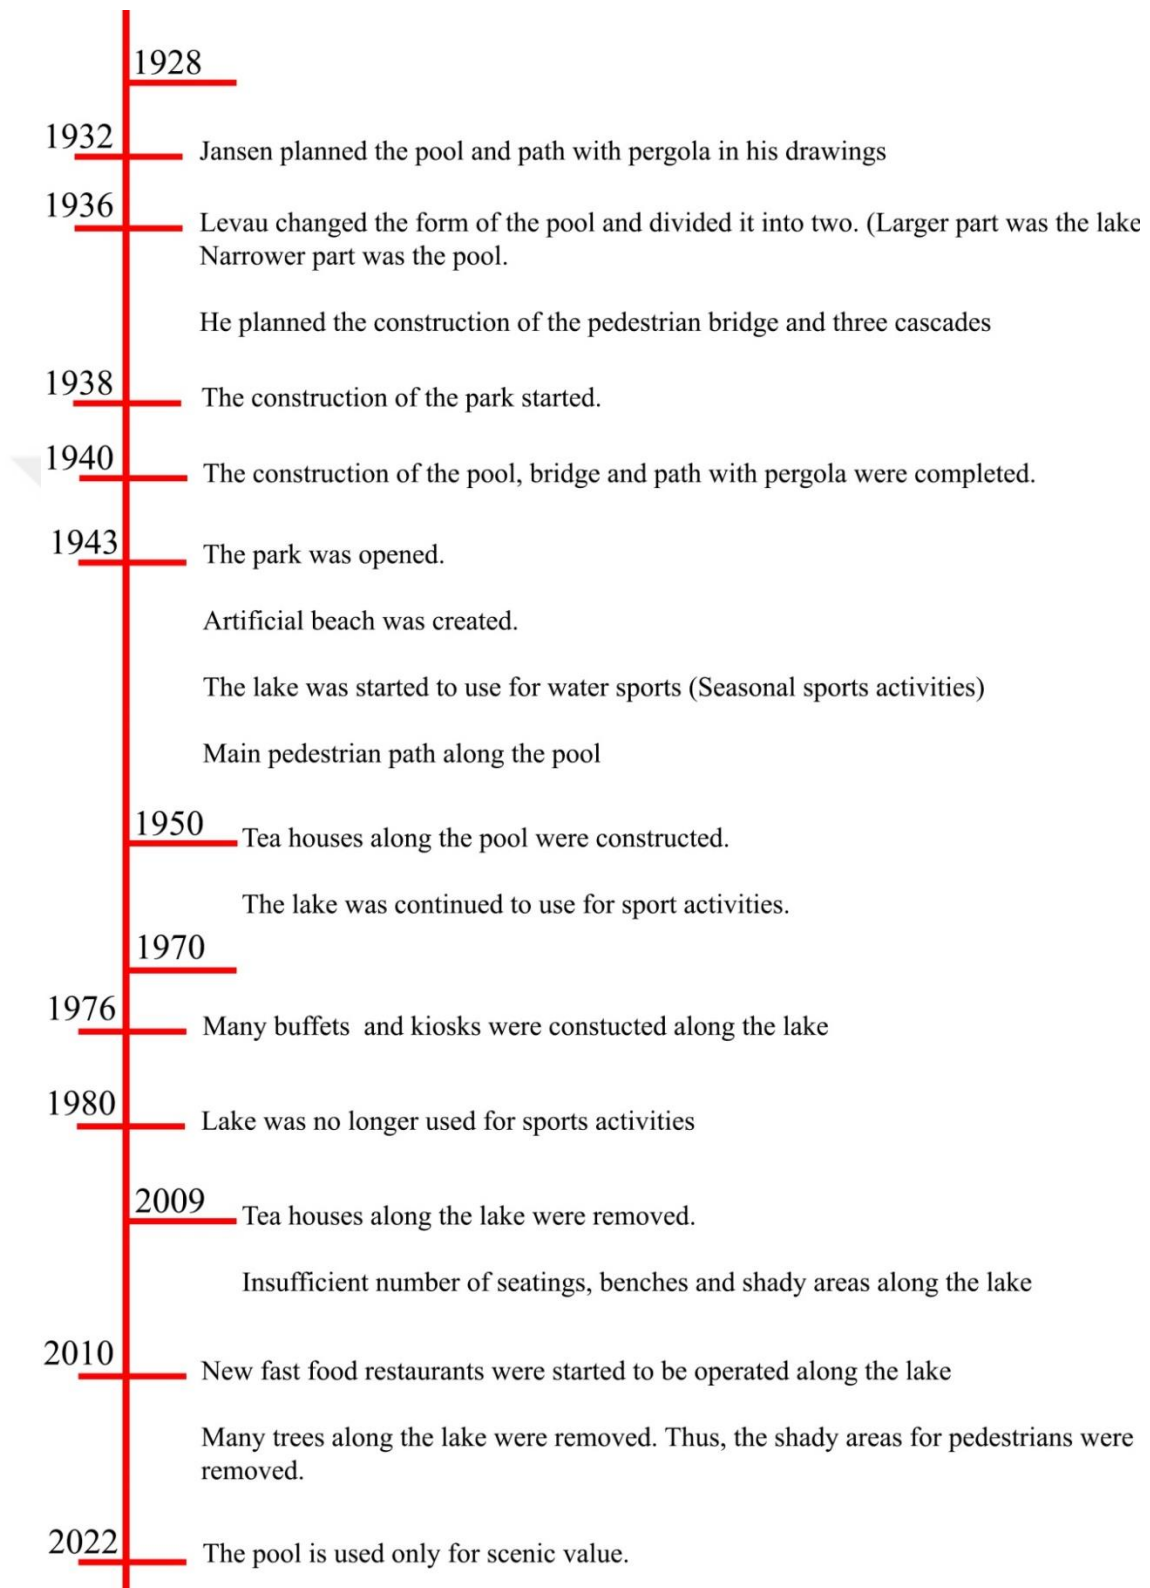 1928
1932
Jansen planned the pool and path with pergola in his drawings
1936
Levau changed the form of the pool and divided it into two. (Larger part was the lake
Narrower part was the pool.
He planned the construction of the pedestrian bridge and three cascades
1938
The construction of the park started.
1940
The construction of the pool, bridge and path with pergola were completed.
1943
The park was opened.
Artificial beach was created.
The lake was started to use for water sports (Seasonal sports activities)
Main pedestrian path along the pool
1950
Tea houses along the pool were constructed.
The lake was continued to use for sport activities.
1970
1976
Many buffets and kiosks were constucted along the lake
1980
Lake was no longer used for sports activities
2009
Tea houses along the lake were removed.
Insufficient number of seatings, benches and shady areas along the lake
2010
New fast food restaurants were started to be operated along the lake
Many trees along the lake were removed. Thus, the shady areas for pedestrians were
removed.
2022
The pool is used only for scenic value.